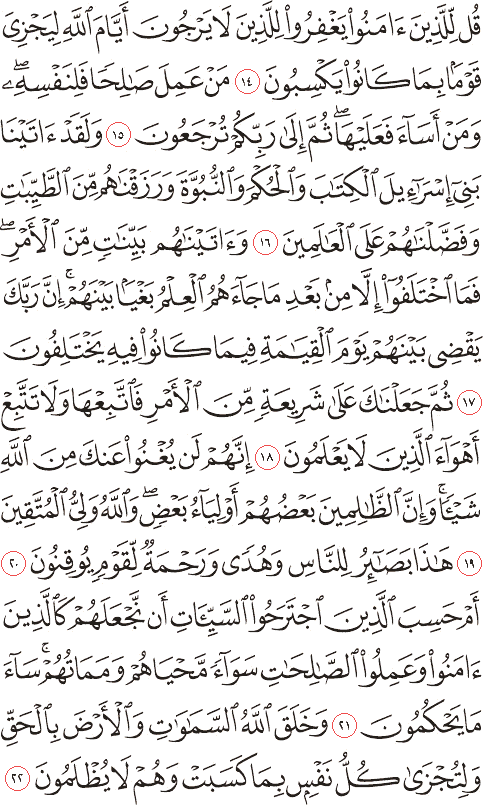 قُل لِّلَّذِينَ ءَامَنُواْ يَغْفِرُواْ لِلَّذِينَ لَا يَرْجُونَ أَيَّامَ ٱللَّهِ لِيَجْزِيَ
قَوْمَۢا بِمَا كَانُواْ يَكْسِبُونَ ١٤ مَنْ عَمِلَ صَٰلِحًا فَلِنَفْسِهِۦۖ
وَمَنْ أَسَآءَ فَعَلَيْهَاۖ ثُمَّ إِلَىٰ رَبِّكُمْ تُرْجَعُونَ ١٥ وَلَقَدْ ءَاتَيْنَا
بَنِيٓ إِسْرَٰٓءِيلَ ٱلْكِتَٰبَ وَٱلْحُكْمَ وَٱلنُّبُوَّةَ وَرَزَقْنَٰهُم مِّنَ ٱلطَّيِّبَٰتِ
وَفَضَّلْنَٰهُمْ عَلَى ٱلْعَٰلَمِينَ ١٦ وَءَاتَيْنَٰهُم بَيِّنَٰتٍ مِّنَ ٱلْأَمْرِۖ
فَمَا ٱخْتَلَفُوٓاْ إِلَّا مِنۢ بَعْدِ مَا جَآءَهُمُ ٱلْعِلْمُ بَغْيَۢا بَيْنَهُمْۚ إِنَّ رَبَّكَ
يَقْضِي بَيْنَهُمْ يَوْمَ ٱلْقِيَٰمَةِ فِيمَا كَانُواْ فِيهِ يَخْتَلِفُونَ
١٧ ثُمَّ جَعَلْنَٰكَ عَلَىٰ شَرِيعَةٍ مِّنَ ٱلْأَمْرِ فَٱتَّبِعْهَا وَلَا تَتَّبِعْ
أَهْوَآءَ ٱلَّذِينَ لَا يَعْلَمُونَ ١٨ إِنَّهُمْ لَن يُغْنُواْ عَنكَ مِنَ ٱللَّهِ
شَيْـًٔاۚ وَإِنَّ ٱلظَّٰلِمِينَ بَعْضُهُمْ أَوْلِيَآءُ بَعْضٍۖ وَٱللَّهُ وَلِيُّ ٱلْمُتَّقِينَ
١٩ هَٰذَا بَصَٰٓئِرُ لِلنَّاسِ وَهُدًى وَرَحْمَةٌ لِّقَوْمٍ يُوقِنُونَ ٢٠
أَمْ حَسِبَ ٱلَّذِينَ ٱجْتَرَحُواْ ٱلسَّيِّـَٔاتِ أَن نَّجْعَلَهُمْ كَٱلَّذِينَ
ءَامَنُواْ وَعَمِلُواْ ٱلصَّٰلِحَٰتِ سَوَآءً مَّحْيَاهُمْ وَمَمَاتُهُمْۚ سَآءَ
مَا يَحْكُمُونَ ٢١ وَخَلَقَ ٱللَّهُ ٱلسَّمَٰوَٰتِ وَٱلْأَرْضَ بِٱلْحَقِّ
وَلِتُجْزَىٰ كُلُّ نَفْسٍۭ بِمَا كَسَبَتْ وَهُمْ لَا يُظْلَمُونَ ٢٢